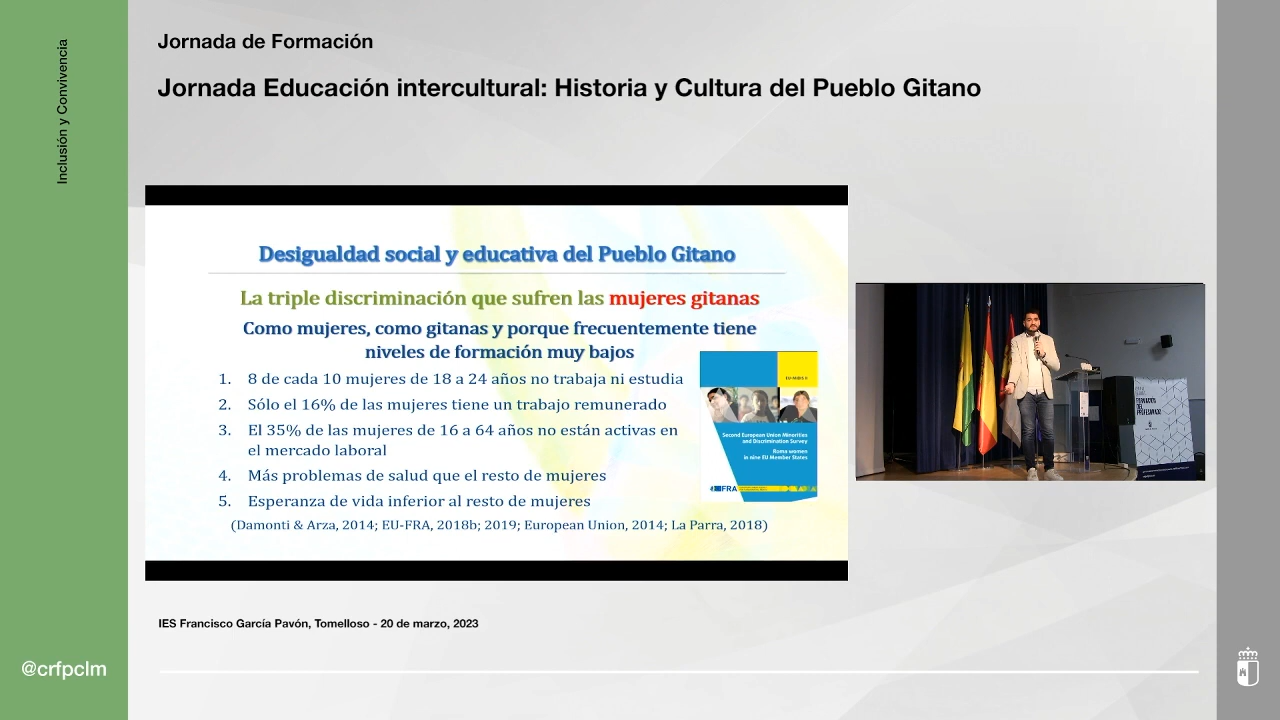 Inclusión y Convivencia
Jornada de Formación
Jornada Educación intercultural: Historia y Cultura del Pueblo Gitano
Desigualdad social y educativa del Pueblo Gitano
La triple discriminación que sufren las mujeres gitanas
Como mujeres, como gitanas y porque frecuentemente tiene
niveles de formación muy bajos
1. 8 de cada 10 mujeres de 18 a 24 años no trabaja ni estudia
2. Sólo el 16% de las mujeres tiene un trabajo remunerado
3. El 35% de las mujeres de 16 a 64 años no están activas en
el mercado laboral
4. Más problemas de salud que el resto de mujeres
5. Esperanza de vida inferior al resto de mujeres
(Damonti & Arza, 2014; EU-FRA, 2018b; 2019; European Union, 2014; La Parra, 2018)
EU-MIDIS II
Second European Union Minorities
and Discrimination Survey
Roma women
in nine EU Member States
FRA
IES Francisco García Pavón, Tomelloso - 20 de marzo, 2023
@crfpclm